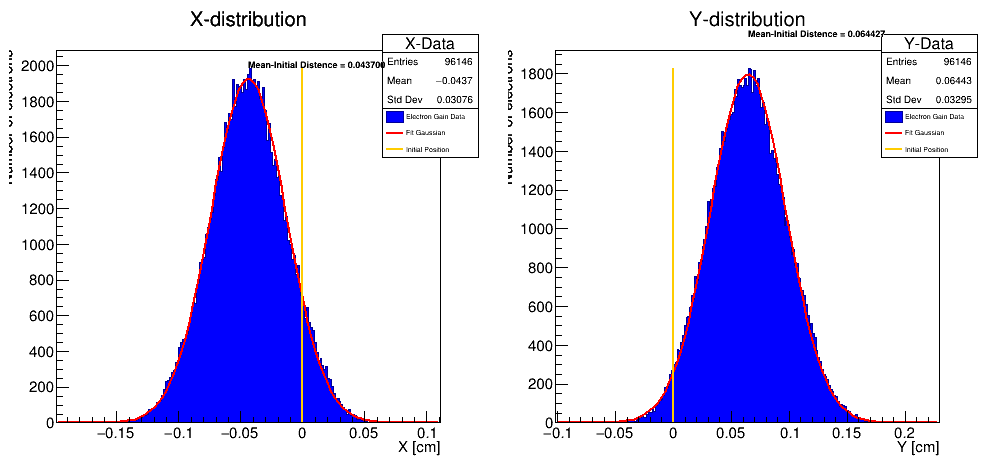 X-distribution
Mean-Initial Distence = 0.043700
X-Data
Entries 96146
Mean −0.0437
Std Dev 0.03076
Electron Gain Data
Fit Gaussian
Initial Position
2000
1800
1600
1400
1200
1000
800
600
400
200
0
−0.15 −0.1 −0.05 0 0.05 0.1
X [cm]
Y-distribution
Mean-Initial Distence = 0.064427
Y-Data
Entries 96146
Mean 0.06443
Std Dev 0.03295
Electron Gain Data
Fit Gaussian
Initial Position
1800
1600
1400
1200
1000
800
600
400
200
0
−0.1 −0.05 0 0.05 0.1 0.15 0.2
Y [cm]